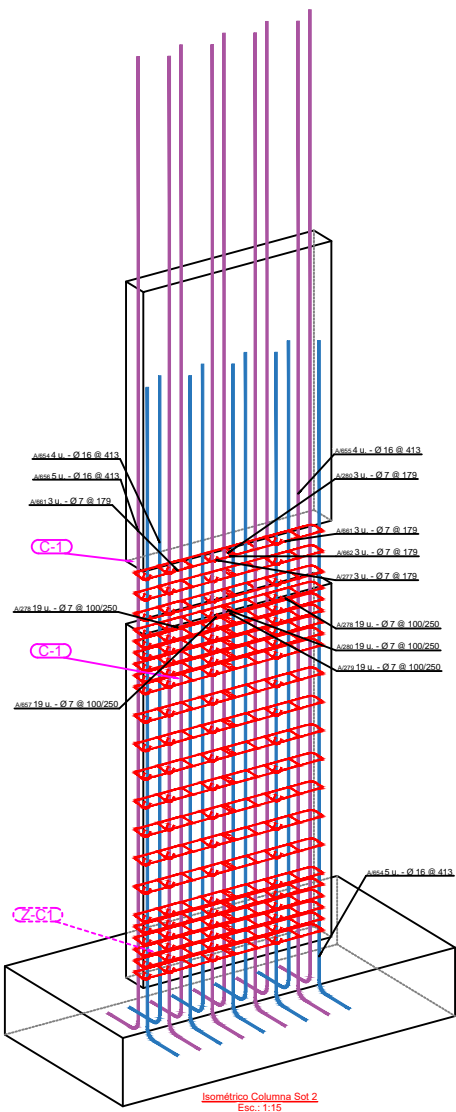 A/654 4 u. - Ø 16 @ 413
A/655 4 u. - Ø 16 @ 413
A/656 5 u. - Ø 16 @ 413
A/280 3 u. - Ø 7 @ 179
A/661 3 u. - Ø 7 @ 179
A/661 3 u. - Ø 7 @ 179
C-1
A/662 3 u. - Ø 7 @ 179
A/277 3 u. - Ø 7 @ 179
A/278 19 u. - Ø 7 @ 100/250
A/278 19 u. - Ø 7 @ 100/250
C-1
A/280 19 u. - Ø 7 @ 100/250
A/279 19 u. - Ø 7 @ 100/250
A/657 19 u. - Ø 7 @ 100/250
A/654 5 u. - Ø 16 @ 413
Z-C1
Isométrico Columna Sot 2
Esc.: 1:15